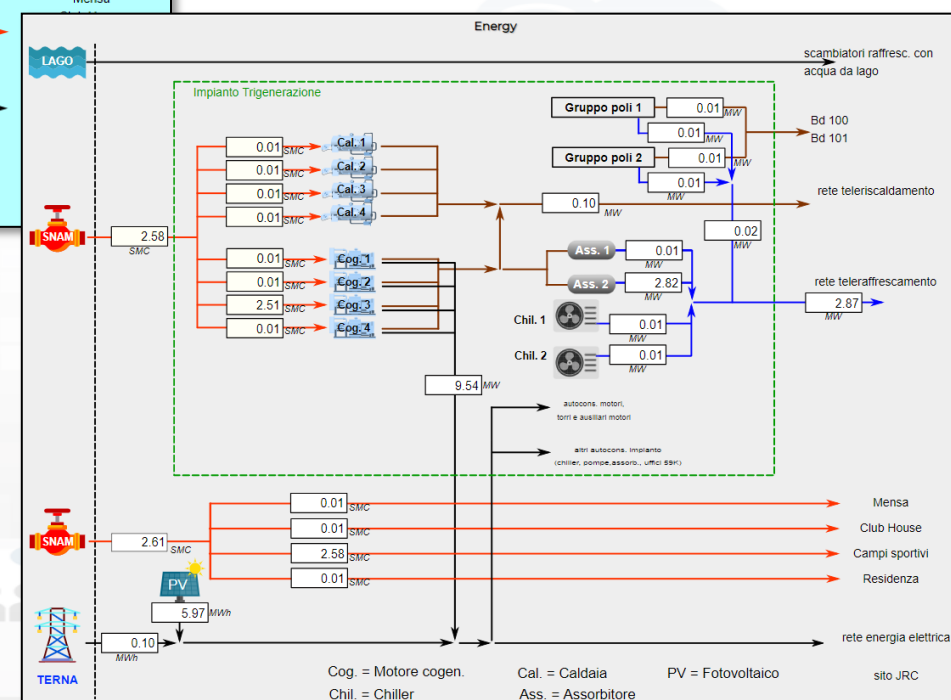 Mensa
Energy
LAGO
scambiatori raffresc. con
acqua da lago
Impianto Trigenerazione
Gruppo poli 1
0.01
MW
0.01
MW
Bd 100
Bd 101
Gruppo poli 2
0.01
MW
0.01
MW
0.01
SMC
Cal. 1
0.01
SMC
Cal. 2
0.01
SMC
Cal. 3
0.01
SMC
Cal. 4
rete teleriscaldamento
0.10
MW
SNAM
2.58
SMC
0.02
MW
0.01
SMC
Cog. 1
0.01
SMC
Cog. 2
2.51
SMC
Cog. 3
0.01
SMC
Cog. 4
Ass. 1
0.01
MW
Ass. 2
2.82
MW
rete teleraffrescamento
2.87
MW
Chil. 1
0.01
MW
Chil. 2
0.01
MW
9.54
MW
autocons. motori,
torri e ausiliari motori
altri autocons. impianto
(chiller, pompe,assorb., uffici 59K)
SNAM
2.61
SMC
0.01
SMC
Mensa
0.01
SMC
Club House
2.58
SMC
Campi sportivi
0.01
SMC
Residenza
PV
5.97
MWh
0.10
MWh
TERNA
rete energia elettrica
sito JRC
Cog. = Motore cogen.
Cal. = Caldaia
PV = Fotovoltaico
Chil. = Chiller
Ass. = Assorbitore